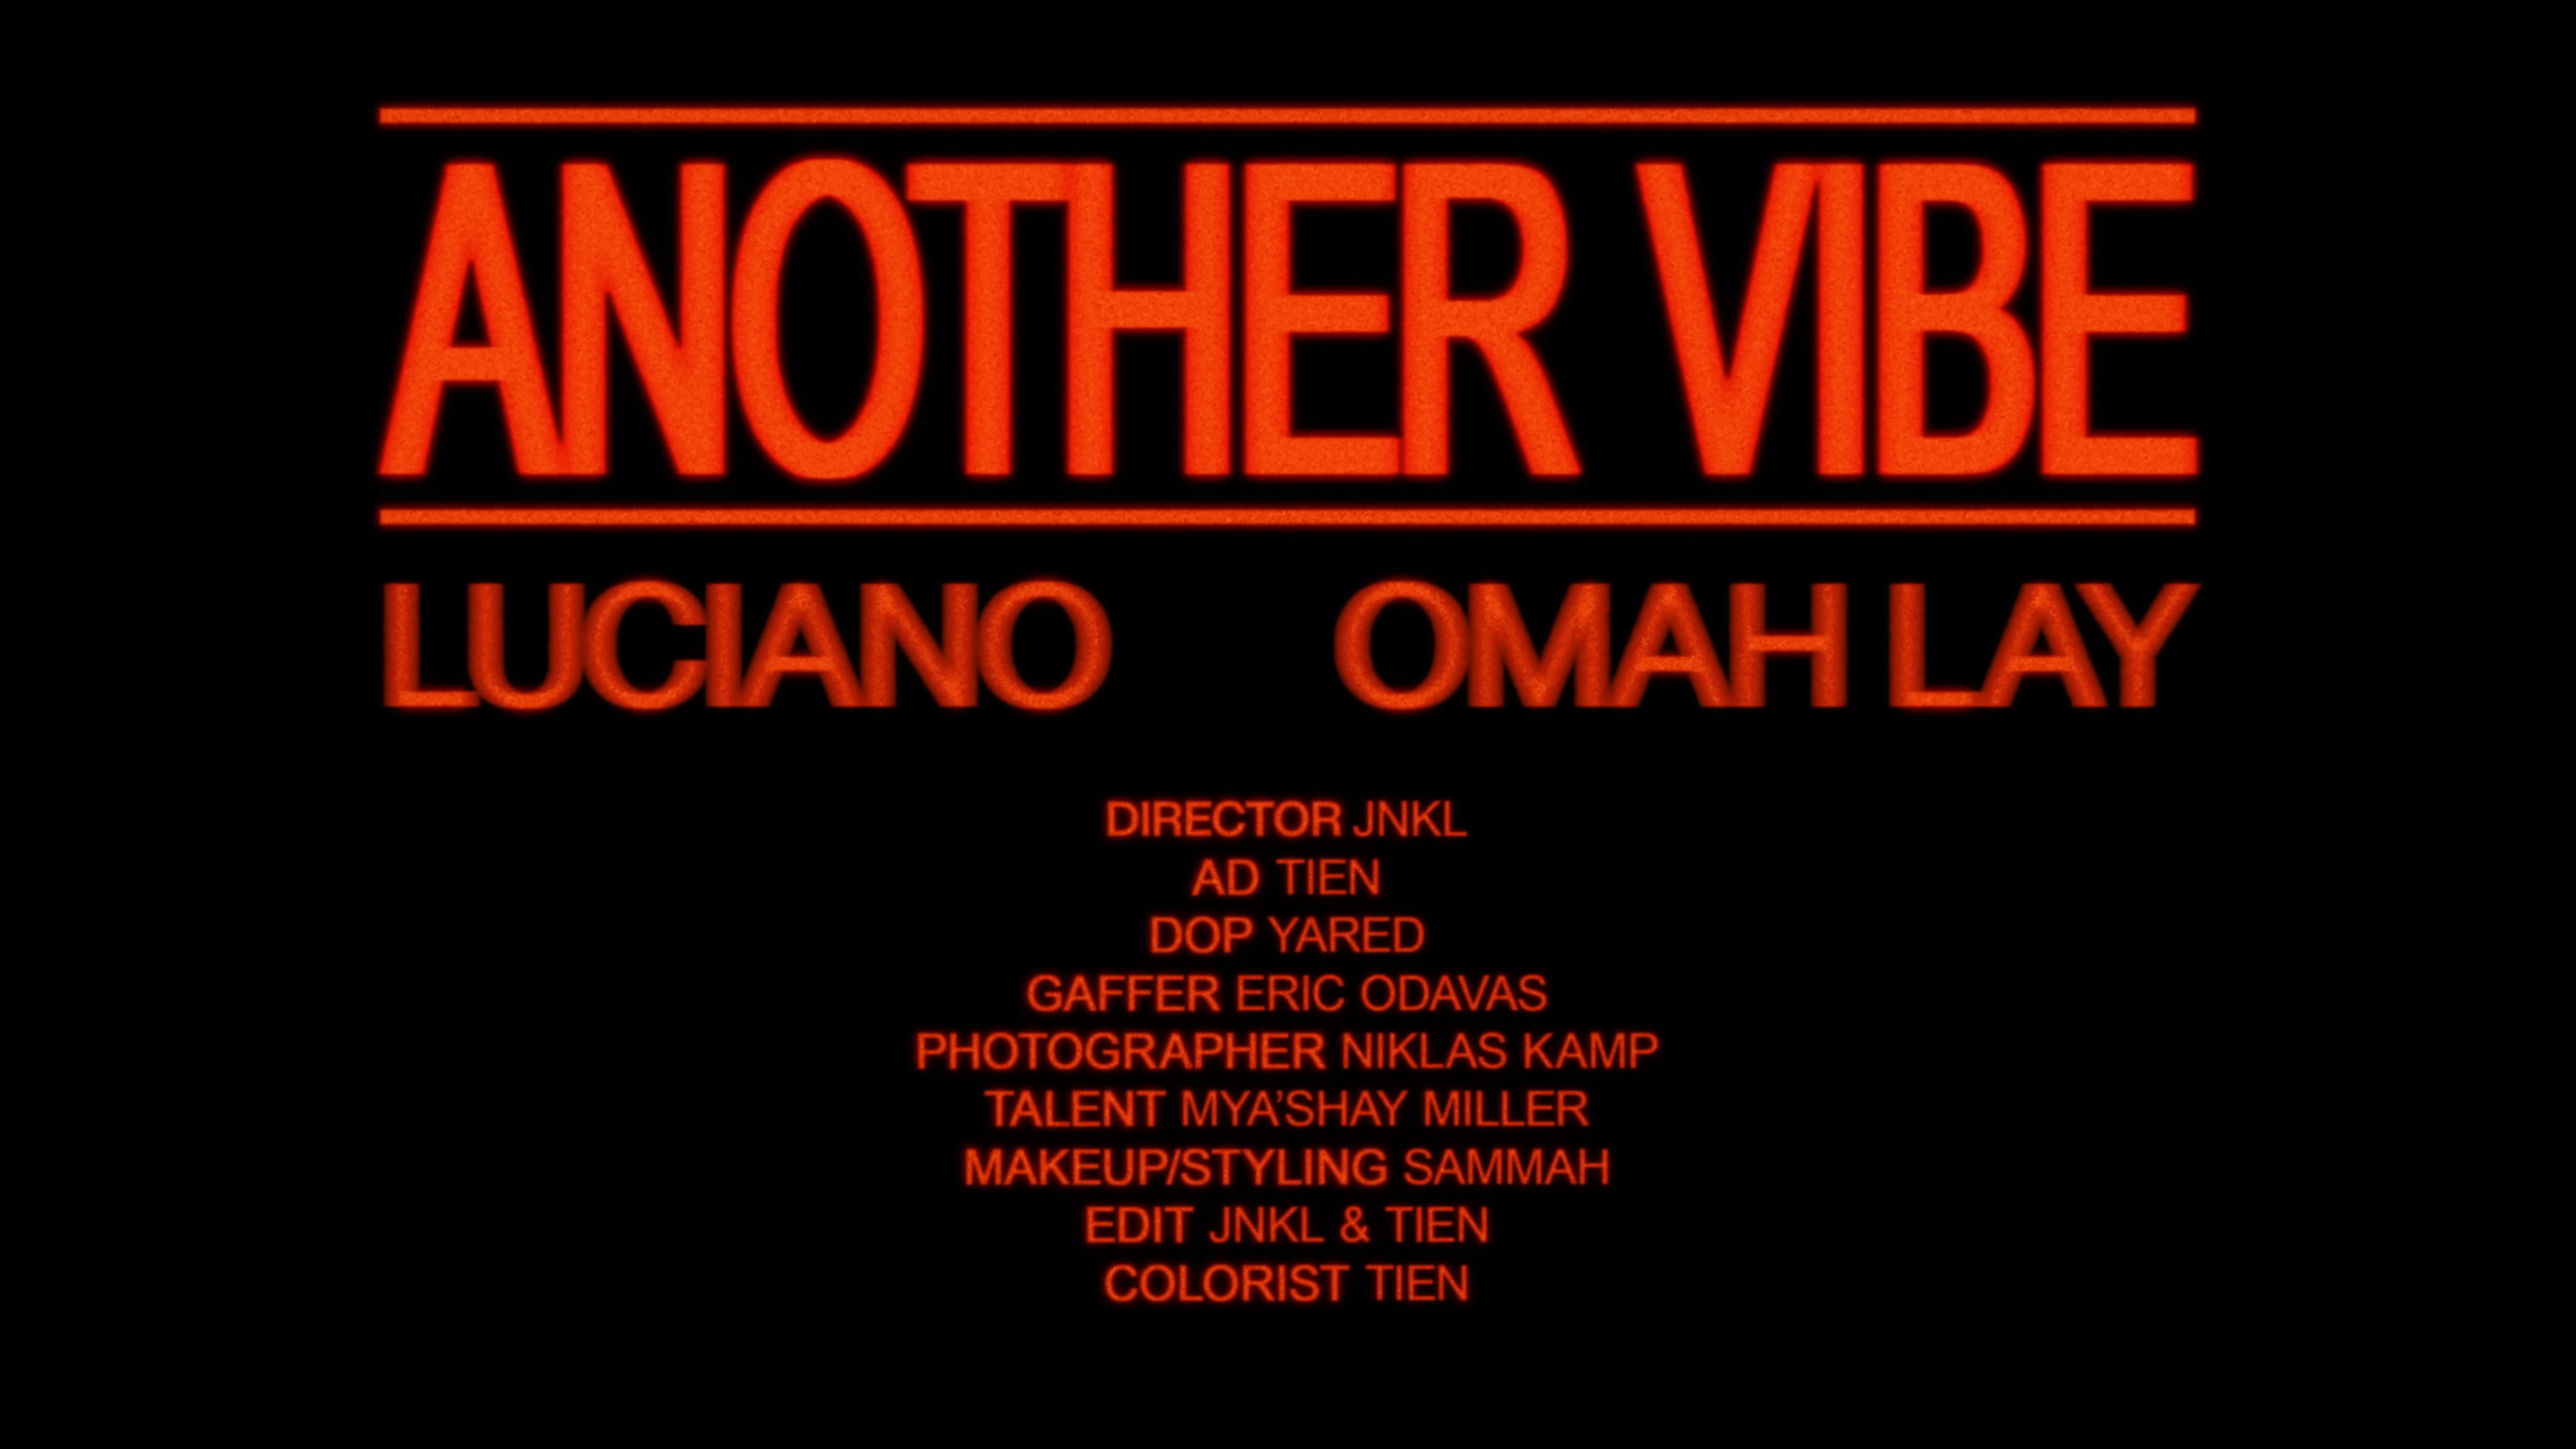 ANOTHER VIBE
LUCIANO OMAH LAY
DIRECTOR JNKL
AD TIEN
DOP YARED
GAFFER ERIC ODAVAS
PHOTOGRAPHER NIKLAS KAMP
TALENT MYA’SHAY MILLER
MAKEUP/STYLING SAMMAH
EDIT JNKL & TIEN
COLORIST TIEN